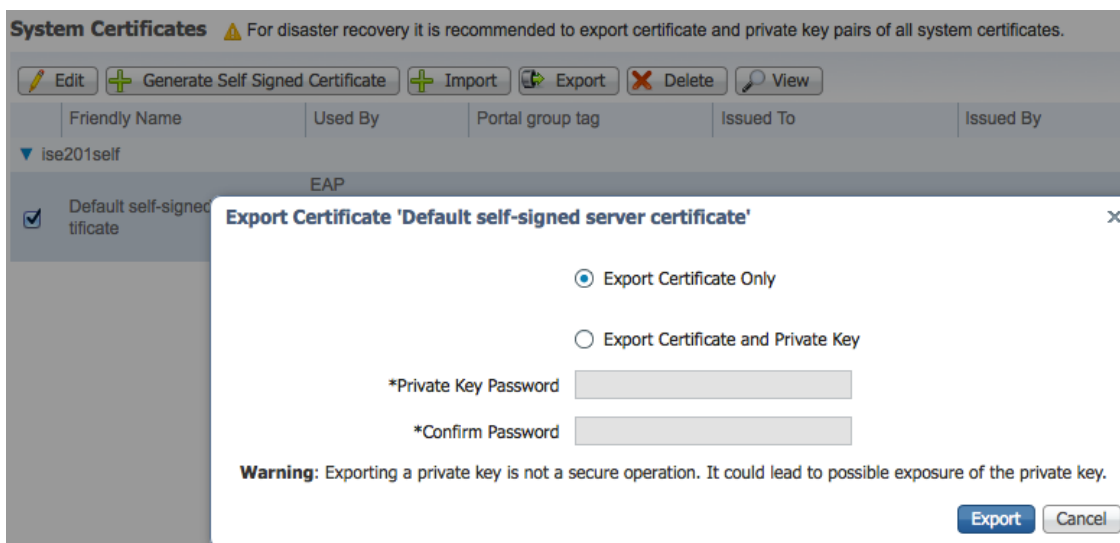 System Certificates For disaster recovery it is recommended to export certificate and private key pairs of all system certificates.
Edit Generate Self Signed Certificate Import Export Delete View
Friendly Name Used By Portal group tag Issued To Issued By
ise201self
EAP
Default self-signed
tificate
Export Certificate 'Default self-signed server certificate'
Export Certificate Only
Export Certificate and Private Key
*Private Key Password
*Confirm Password
Warning: Exporting a private key is not a secure operation. It could lead to possible exposure of the private key.
Export Cancel